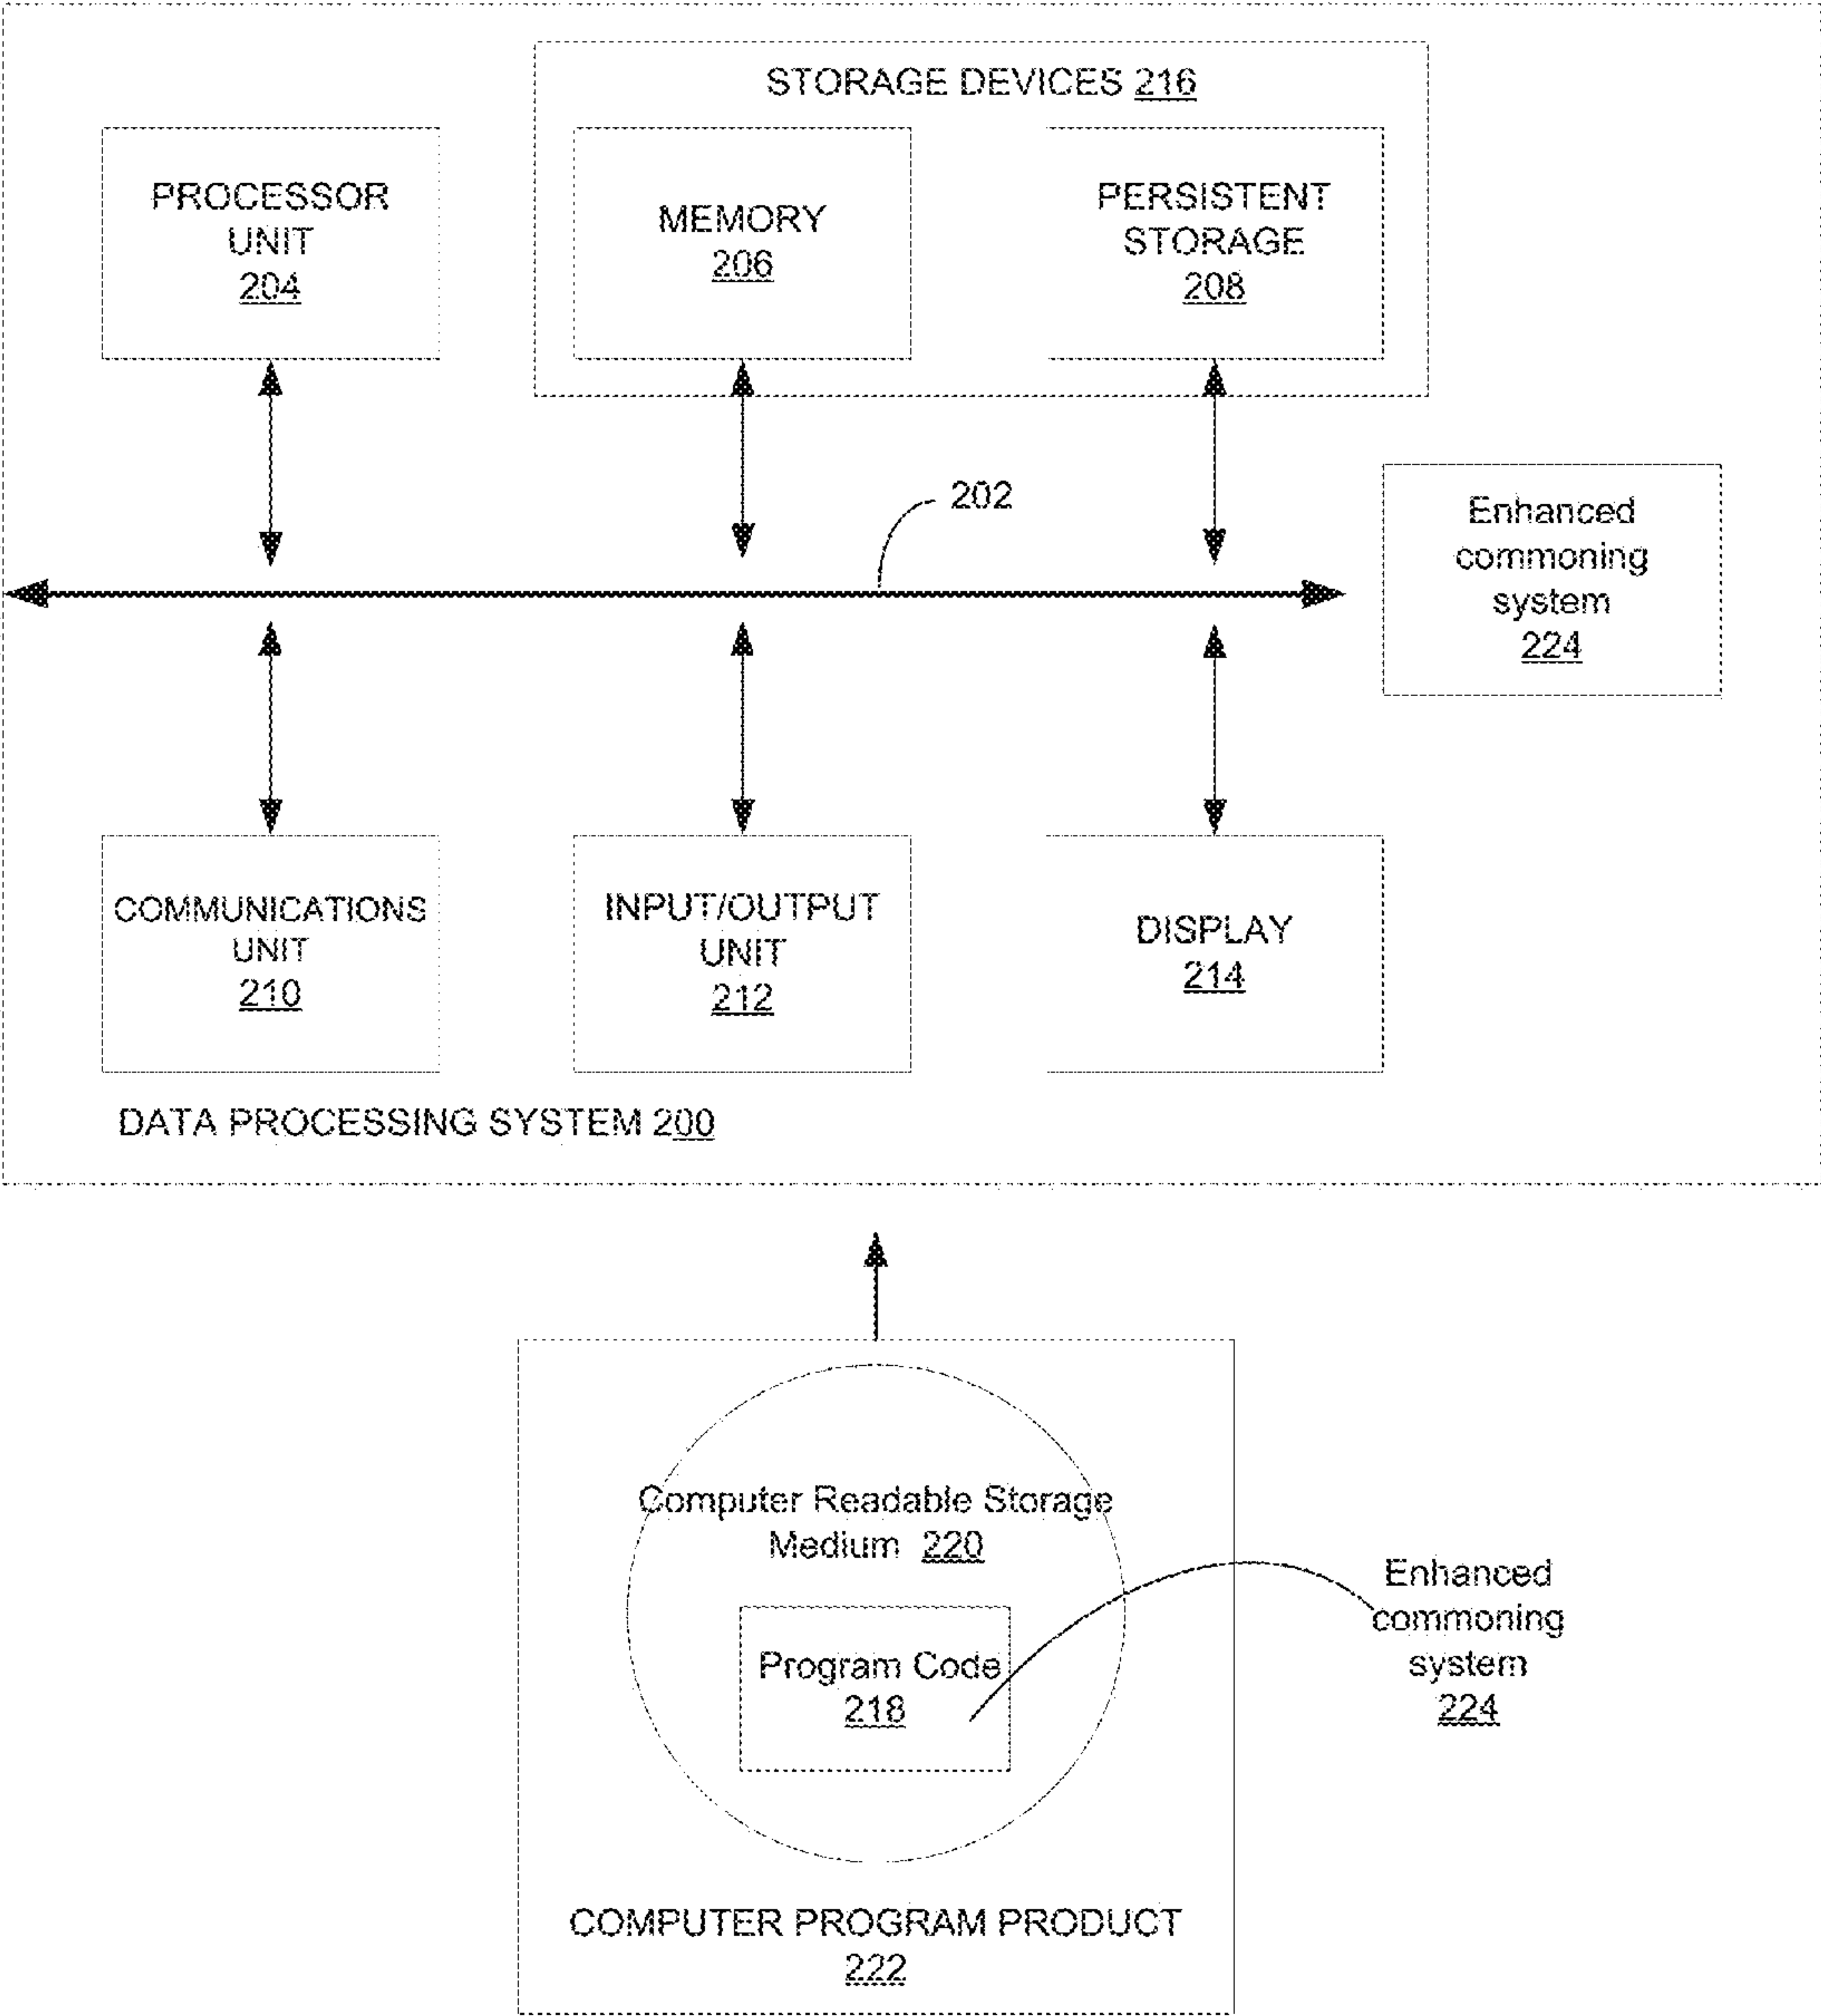 STORAGE DEVICES 216
PROCESSOR
UNIT
204
MEMORY
206
PERSISTENT
STORAGE
208
202
Enhanced
commoning
system
224
COMMUNICATIONS
UNIT
210
INPUT/OUTPUT
UNIT
212
DISPLAY
214
DATA PROCESSING SYSTEM 200
Computer Readable Storage
Medium 220
Program Code
218
Enhanced
commoning
system
224
COMPUTER PROGRAM PRODUCT
222